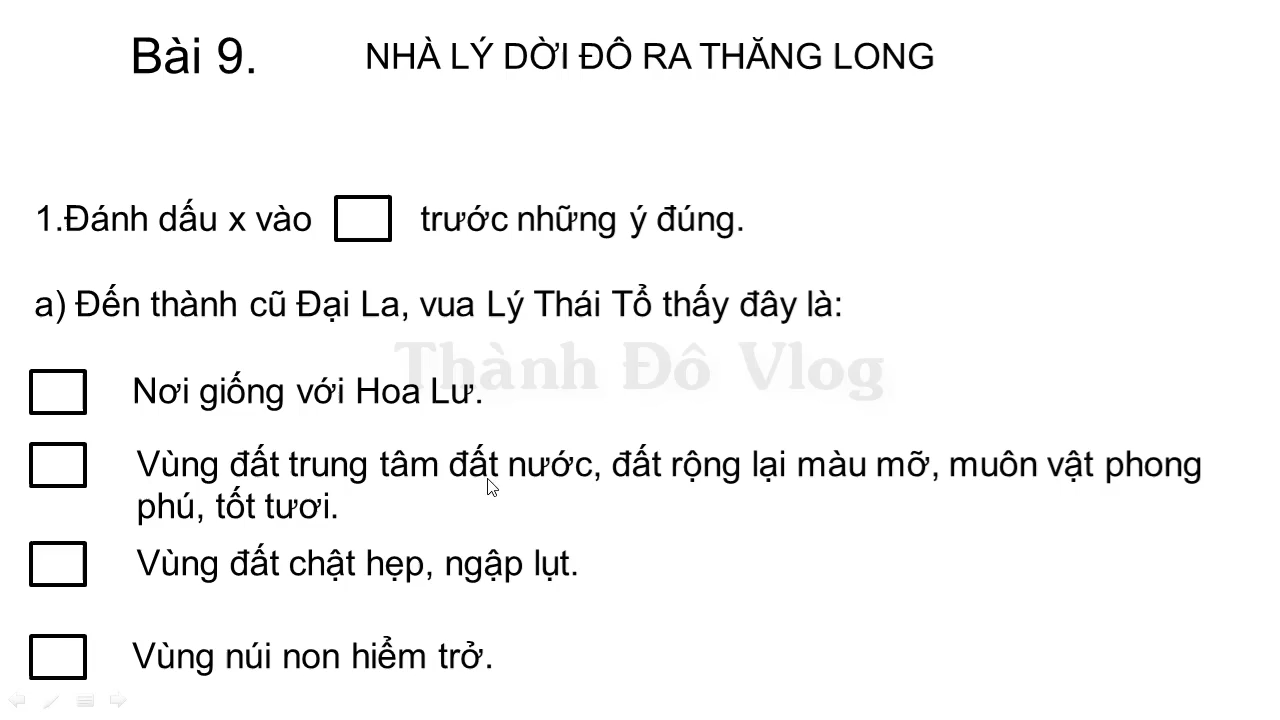 Bài 9. NHÀ LÝ DỜI ĐÔ RA THĂNG LONG
1.Đánh dấu x vào trước những ý đúng.
a) Đến thành cũ Đại La, vua Lý Thái Tổ thấy đây là:
Thành Đô Vlog
Nơi giống với Hoa Lư.
Vùng đất trung tâm đất nước, đất rộng lại màu mỡ, muôn vật phong
phú, tốt tươi.
Vùng đất chật hẹp, ngập lụt.
Vùng núi non hiểm trở.